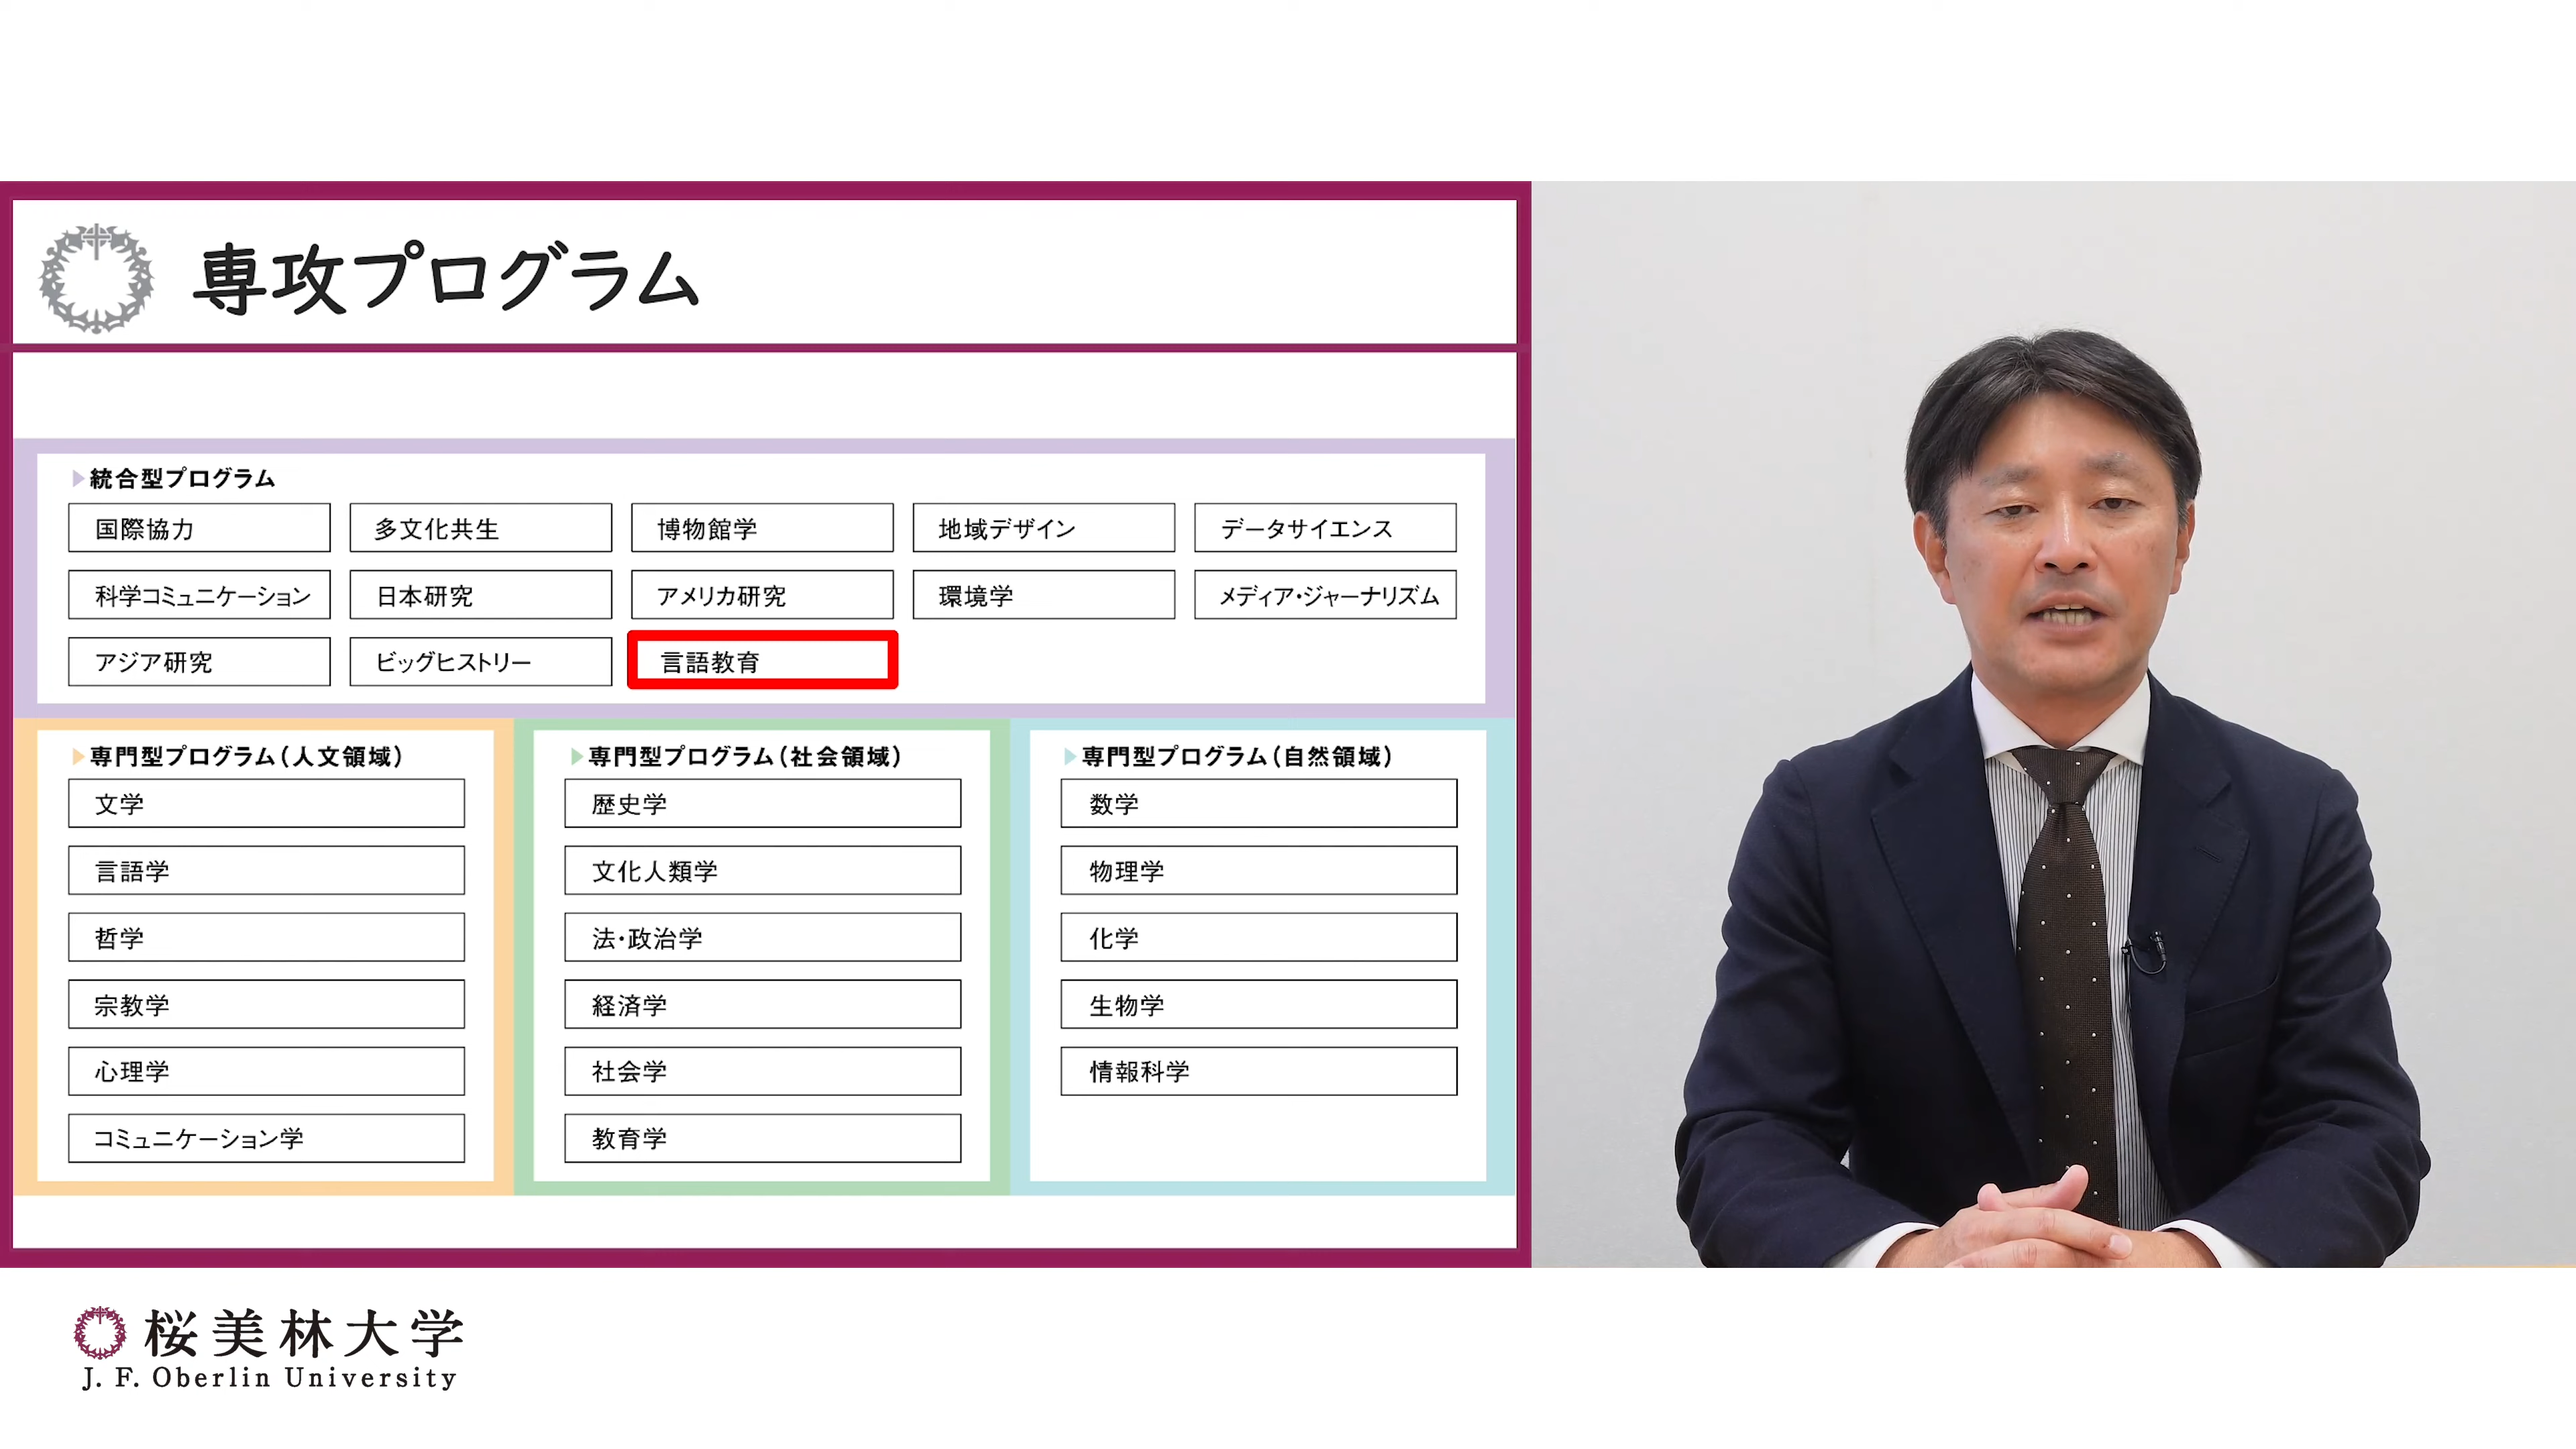 専攻プログラム
統合型プログラム
国際協力
多文化共生
博物館学
地域デザイン
データサイエンス
科学コミュニケーション
日本研究
アメリカ研究
環境学
メディア・ジャーナリズム
アジア研究
ビッグヒストリー
言語教育
専門型プログラム(人文領域)
文学
言語学
哲学
宗教学
心理学
コミュニケーション学
専門型プログラム(社会領域)
歴史学
文化人類学
法・政治学
経済学
社会学
教育学
専門型プログラム(自然領域)
数学
物理学
化学
生物学
情報科学
桜美林大学
J. F. Oberlin University